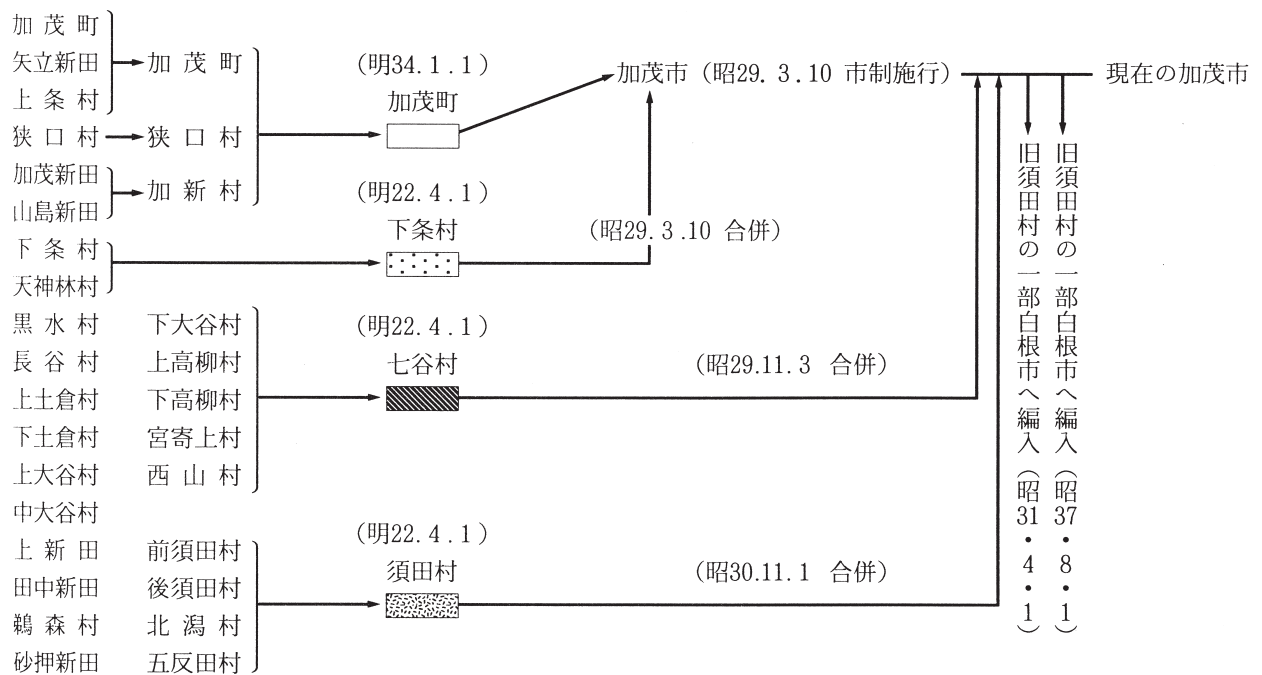 加茂町
矢立新田
上条村
加茂町
狭口村
狭口村
加茂新田
山島新田
加新村
(明34.1.1)
加茂町
下条村
天神林村
(明22.4.1)
下条村
加茂市(昭29.3.10 市制施行)
現在の加茂市
(昭29.3.10 合併)
黒水村 下大谷村
長谷村 上高柳村
上土倉村 下高柳村
下土倉村 宮寄上村
上大谷村 西山村
中大谷村
(明22.4.1)
七谷村
(昭29.11.3 合併)
上新田 前須田村
田中新田 後須田村
鵜森村 北潟村
砂押新田 五反田村
(明22.4.1)
須田村
(昭30.11.1 合併)
旧須田村の一部白根市へ編入(昭37・8・1)
旧須田村の一部白根市へ編入(昭31・4・1)